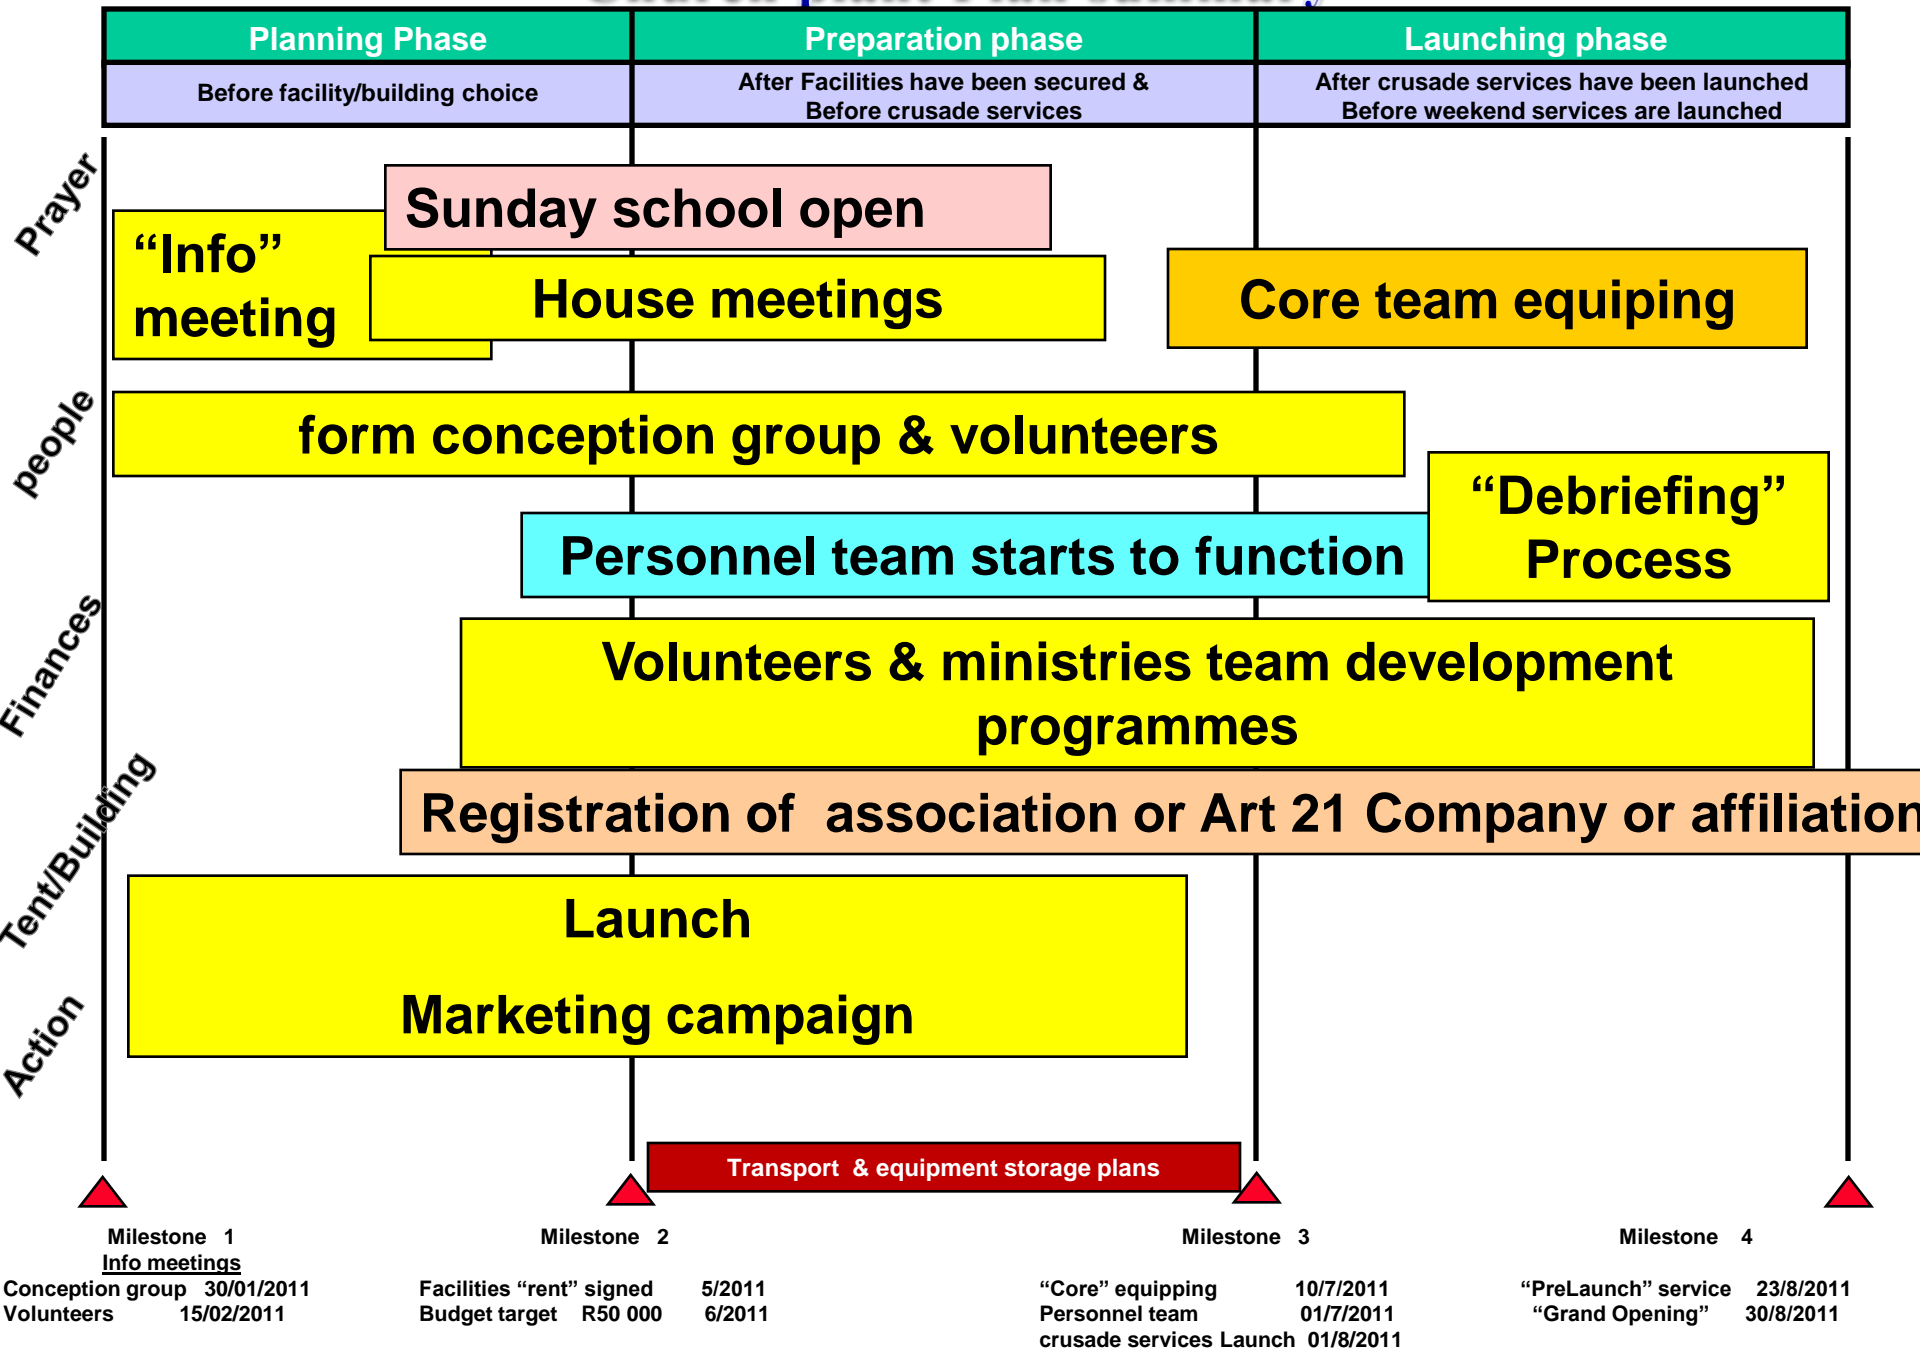 Planning Phase
Preparation phase
Launching phase
Before facility/building choice
After Facilities have been secured &
Before crusade services
After crusade services have been launched
Before weekend services are launched
Prayer
people
Finances
Tent/Building
Action
Sunday school open
“Info”
meeting
House meetings
Core team equiping
form conception group & volunteers
“Debriefing”
Process
Personnel team starts to function
Volunteers & ministries team development
programmes
Registration of association or Art 21 Company or affiliation
Launch
Marketing campaign
Transport & equipment storage plans
Milestone 1
Info meetings
Conception group 30/01/2011
Volunteers 15/02/2011
Milestone 2
Facilities “rent” signed 5/2011
Budget target R50 000 6/2011
Milestone 3
“Core” equipping 10/7/2011
Personnel team 01/7/2011
crusade services Launch 01/8/2011
Milestone 4
“PreLaunch” service 23/8/2011
“Grand Opening” 30/8/2011